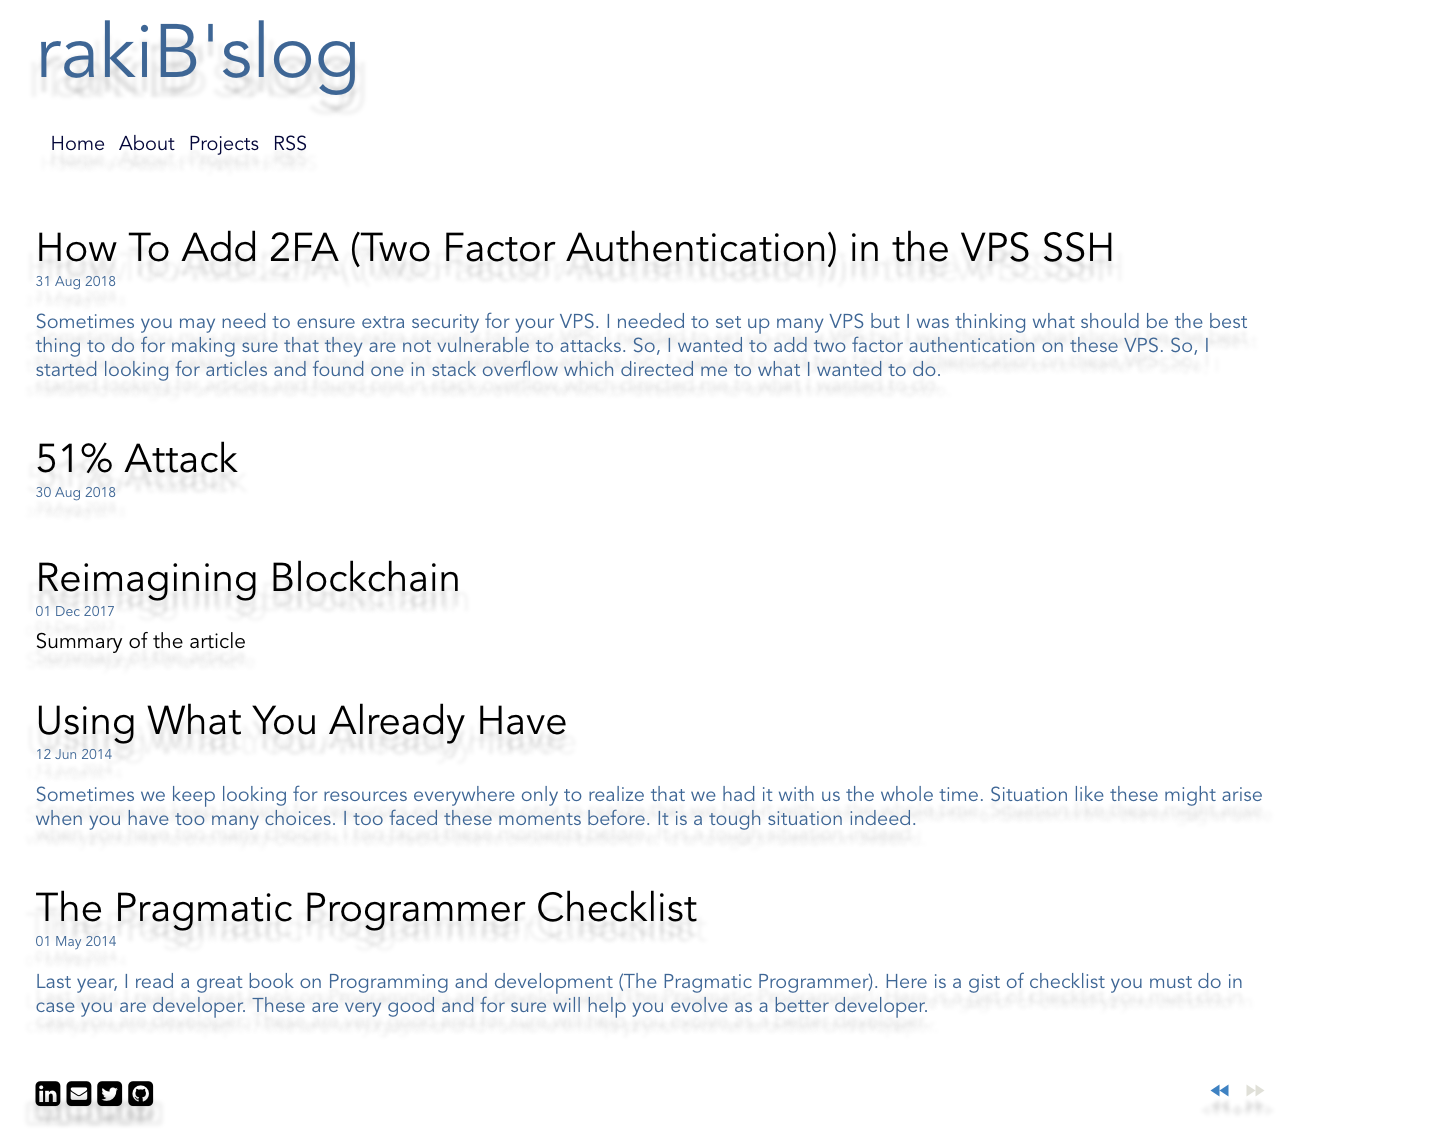 rakiB'slog
Home About Projects RSS
How To Add 2FA (Two Factor Authentication) in the VPS SSH
31 Aug 2018
Sometimes you may need to ensure extra security for your VPS. I needed to set up many VPS but I was thinking what should be the best
thing to do for making sure that they are not vulnerable to attacks. So, I wanted to add two factor authentication on these VPS. So, I
started looking for articles and found one in stack overflow which directed me to what I wanted to do.
51% Attack
30 Aug 2018
Reimagining Blockchain
01 Dec 2017
Summary of the article
Using What You Already Have
12 Jun 2014
Sometimes we keep looking for resources everywhere only to realize that we had it with us the whole time. Situation like these might arise
when you have too many choices. I too faced these moments before. It is a tough situation indeed.
The Pragmatic Programmer Checklist
01 May 2014
Last year, I read a great book on Programming and development (The Pragmatic Programmer). Here is a gist of checklist you must do in
case you are developer. These are very good and for sure will help you evolve as a better developer.